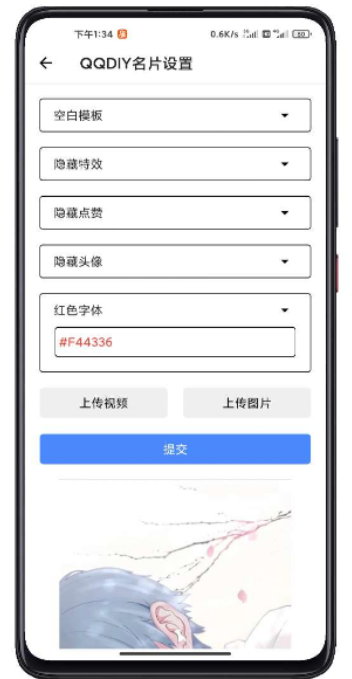 下午1:34
0.6K/s
QQDIY名片设置
空白模板
隐藏特效
隐藏点赞
隐藏头像
红色字体
#F44336
上传视频
上传图片
提交